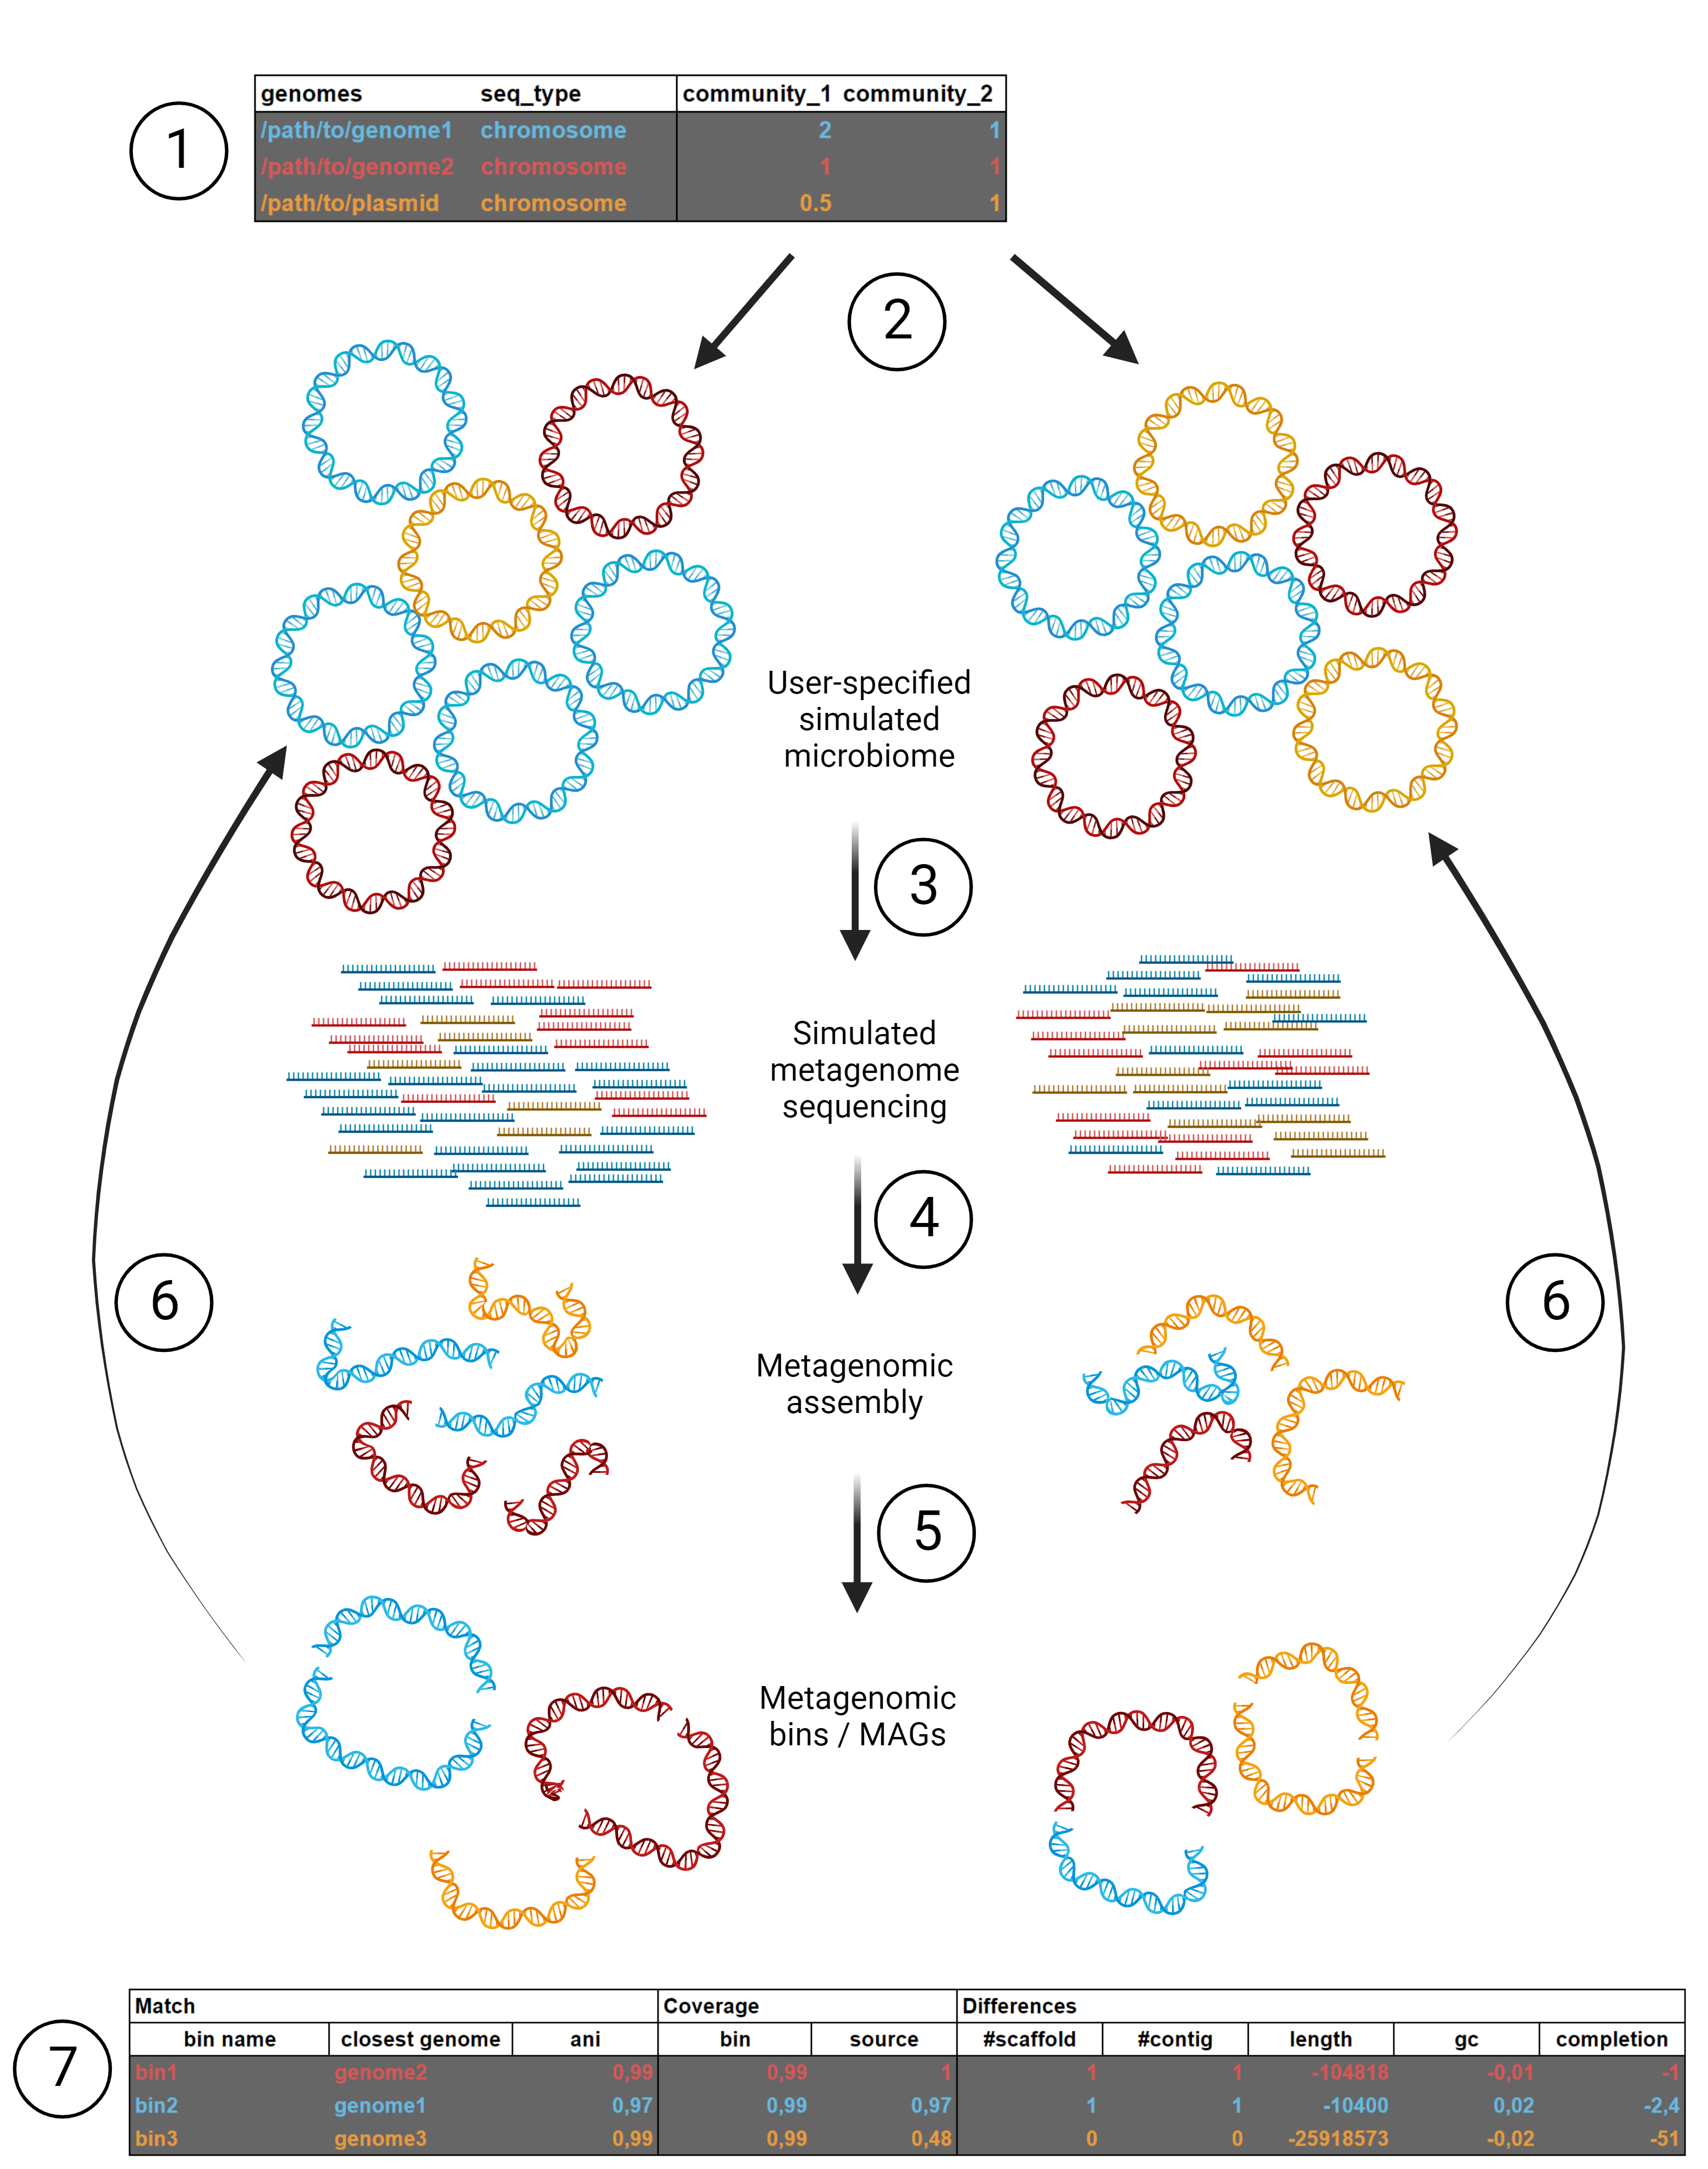 1
genomes seq_type community_1 community_2
/path/to/genome1 chromosome 2 1
/path/to/genome2 chromosome 1 1
/path/to/plasmid chromosome 0.5 1
2
User-specified
simulated
microbiome
3
Simulated
metagenome
sequencing
4
6
6
Metagenomic
assembly
5
Metagenomic
bins / MAGs
7
Match Coverage Differences
bin name closest genome ani bin source #scaffold #contig length gc completion
bin1 genome2 0,99 0,99 1 1 1 -104818 -0,01 -1
bin2 genome1 0,97 0,99 0,97 1 1 -10400 0,02 -2,4
bin3 genome3 0,99 0,99 0,48 0 0 -25918573 -0,02 -51